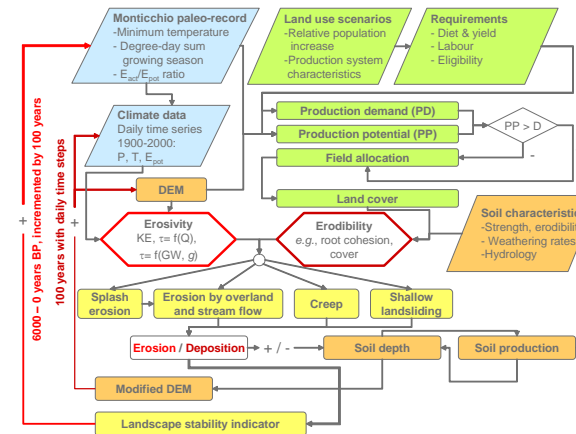 Monticchio paleo-record
-Minimum temperature
-Degree-day sum
growing season
- Eact/Epot ratio
Land use scenarios
-Relative population
increase
-Production system
characteristics
Requirements
- Diet & yield
- Labour
- Eligibility
Climate data
Daily time series
1900-2000:
P, T, Epot
Production demand (PD)
Production potential (PP)
PP > D
-
Field allocation
Land cover
DEM
Erosivity
KE, τ= f(Q),
τ= f(GW, g)
Erodibility
e.g., root cohesion,
cover
Soil characteristic
-Strength, erodibili
- Weathering rates
-Hydrology
+
6000 – 0 years BP, incremented by 100 years
100 years with daily time steps
+
Splash
erosion
Erosion by overland
and stream flow
Creep
Shallow
landsliding
Erosion / Deposition
+ / -
Soil depth
Soil production
Modified DEM
Landscape stability indicator